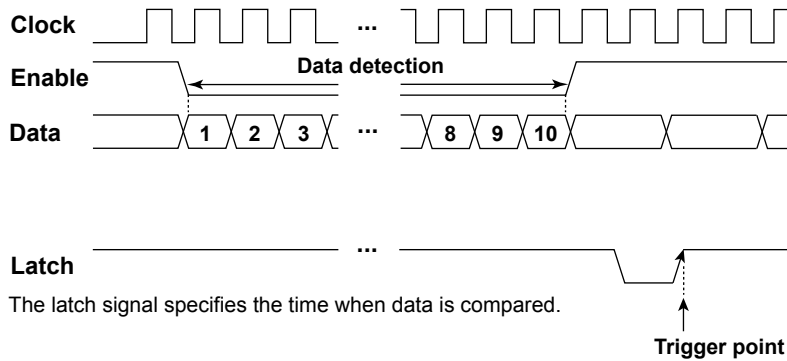 Clock
...
Enable
Data detection
Data
1 2 3 ... 8 9 10
...
Latch
The latch signal specifies the time when data is compared.
Trigger point